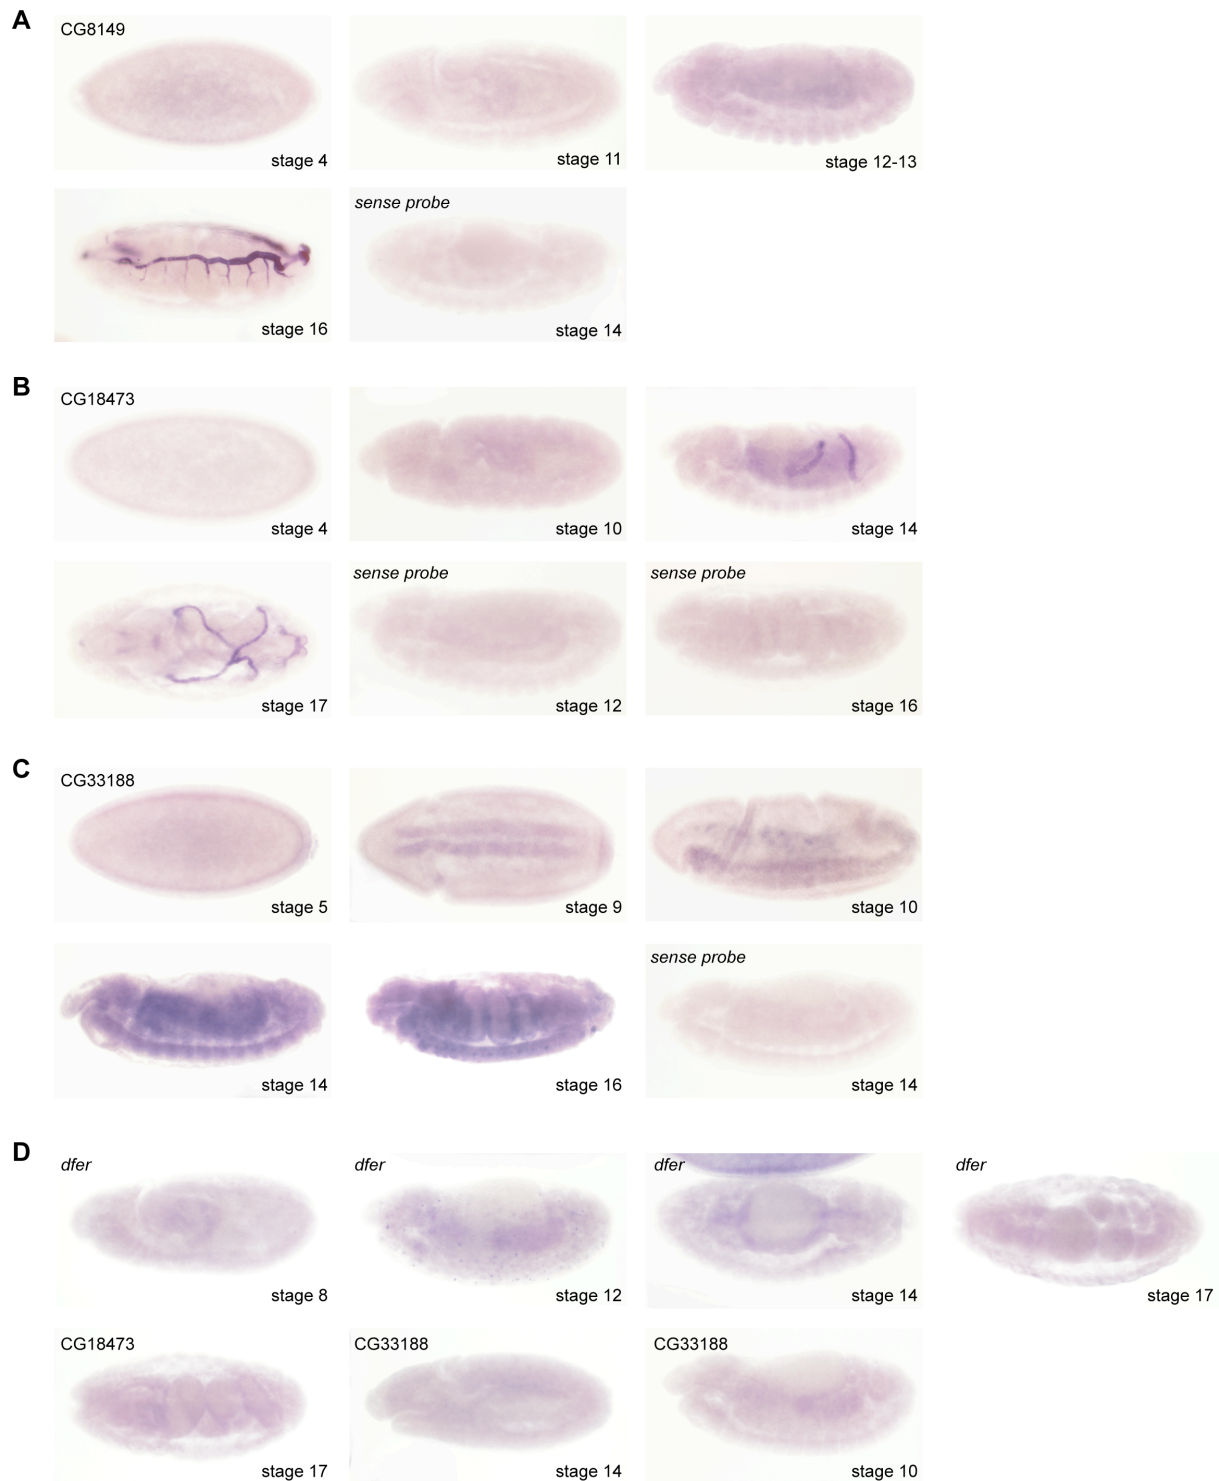 A
CG8149
stage 4
stage 11
stage 12-13
sense probe
stage 16
stage 14
B
CG18473
stage 4
stage 10
stage 14
sense probe
sense probe
stage 17
stage 12
stage 16
C
CG33188
stage 5
stage 9
stage 10
sense probe
stage 14
stage 16
stage 14
D
dfer
dfer
dfer
dfer
stage 8
stage 12
stage 14
stage 17
CG18473
CG33188
CG33188
stage 17
stage 14
stage 10